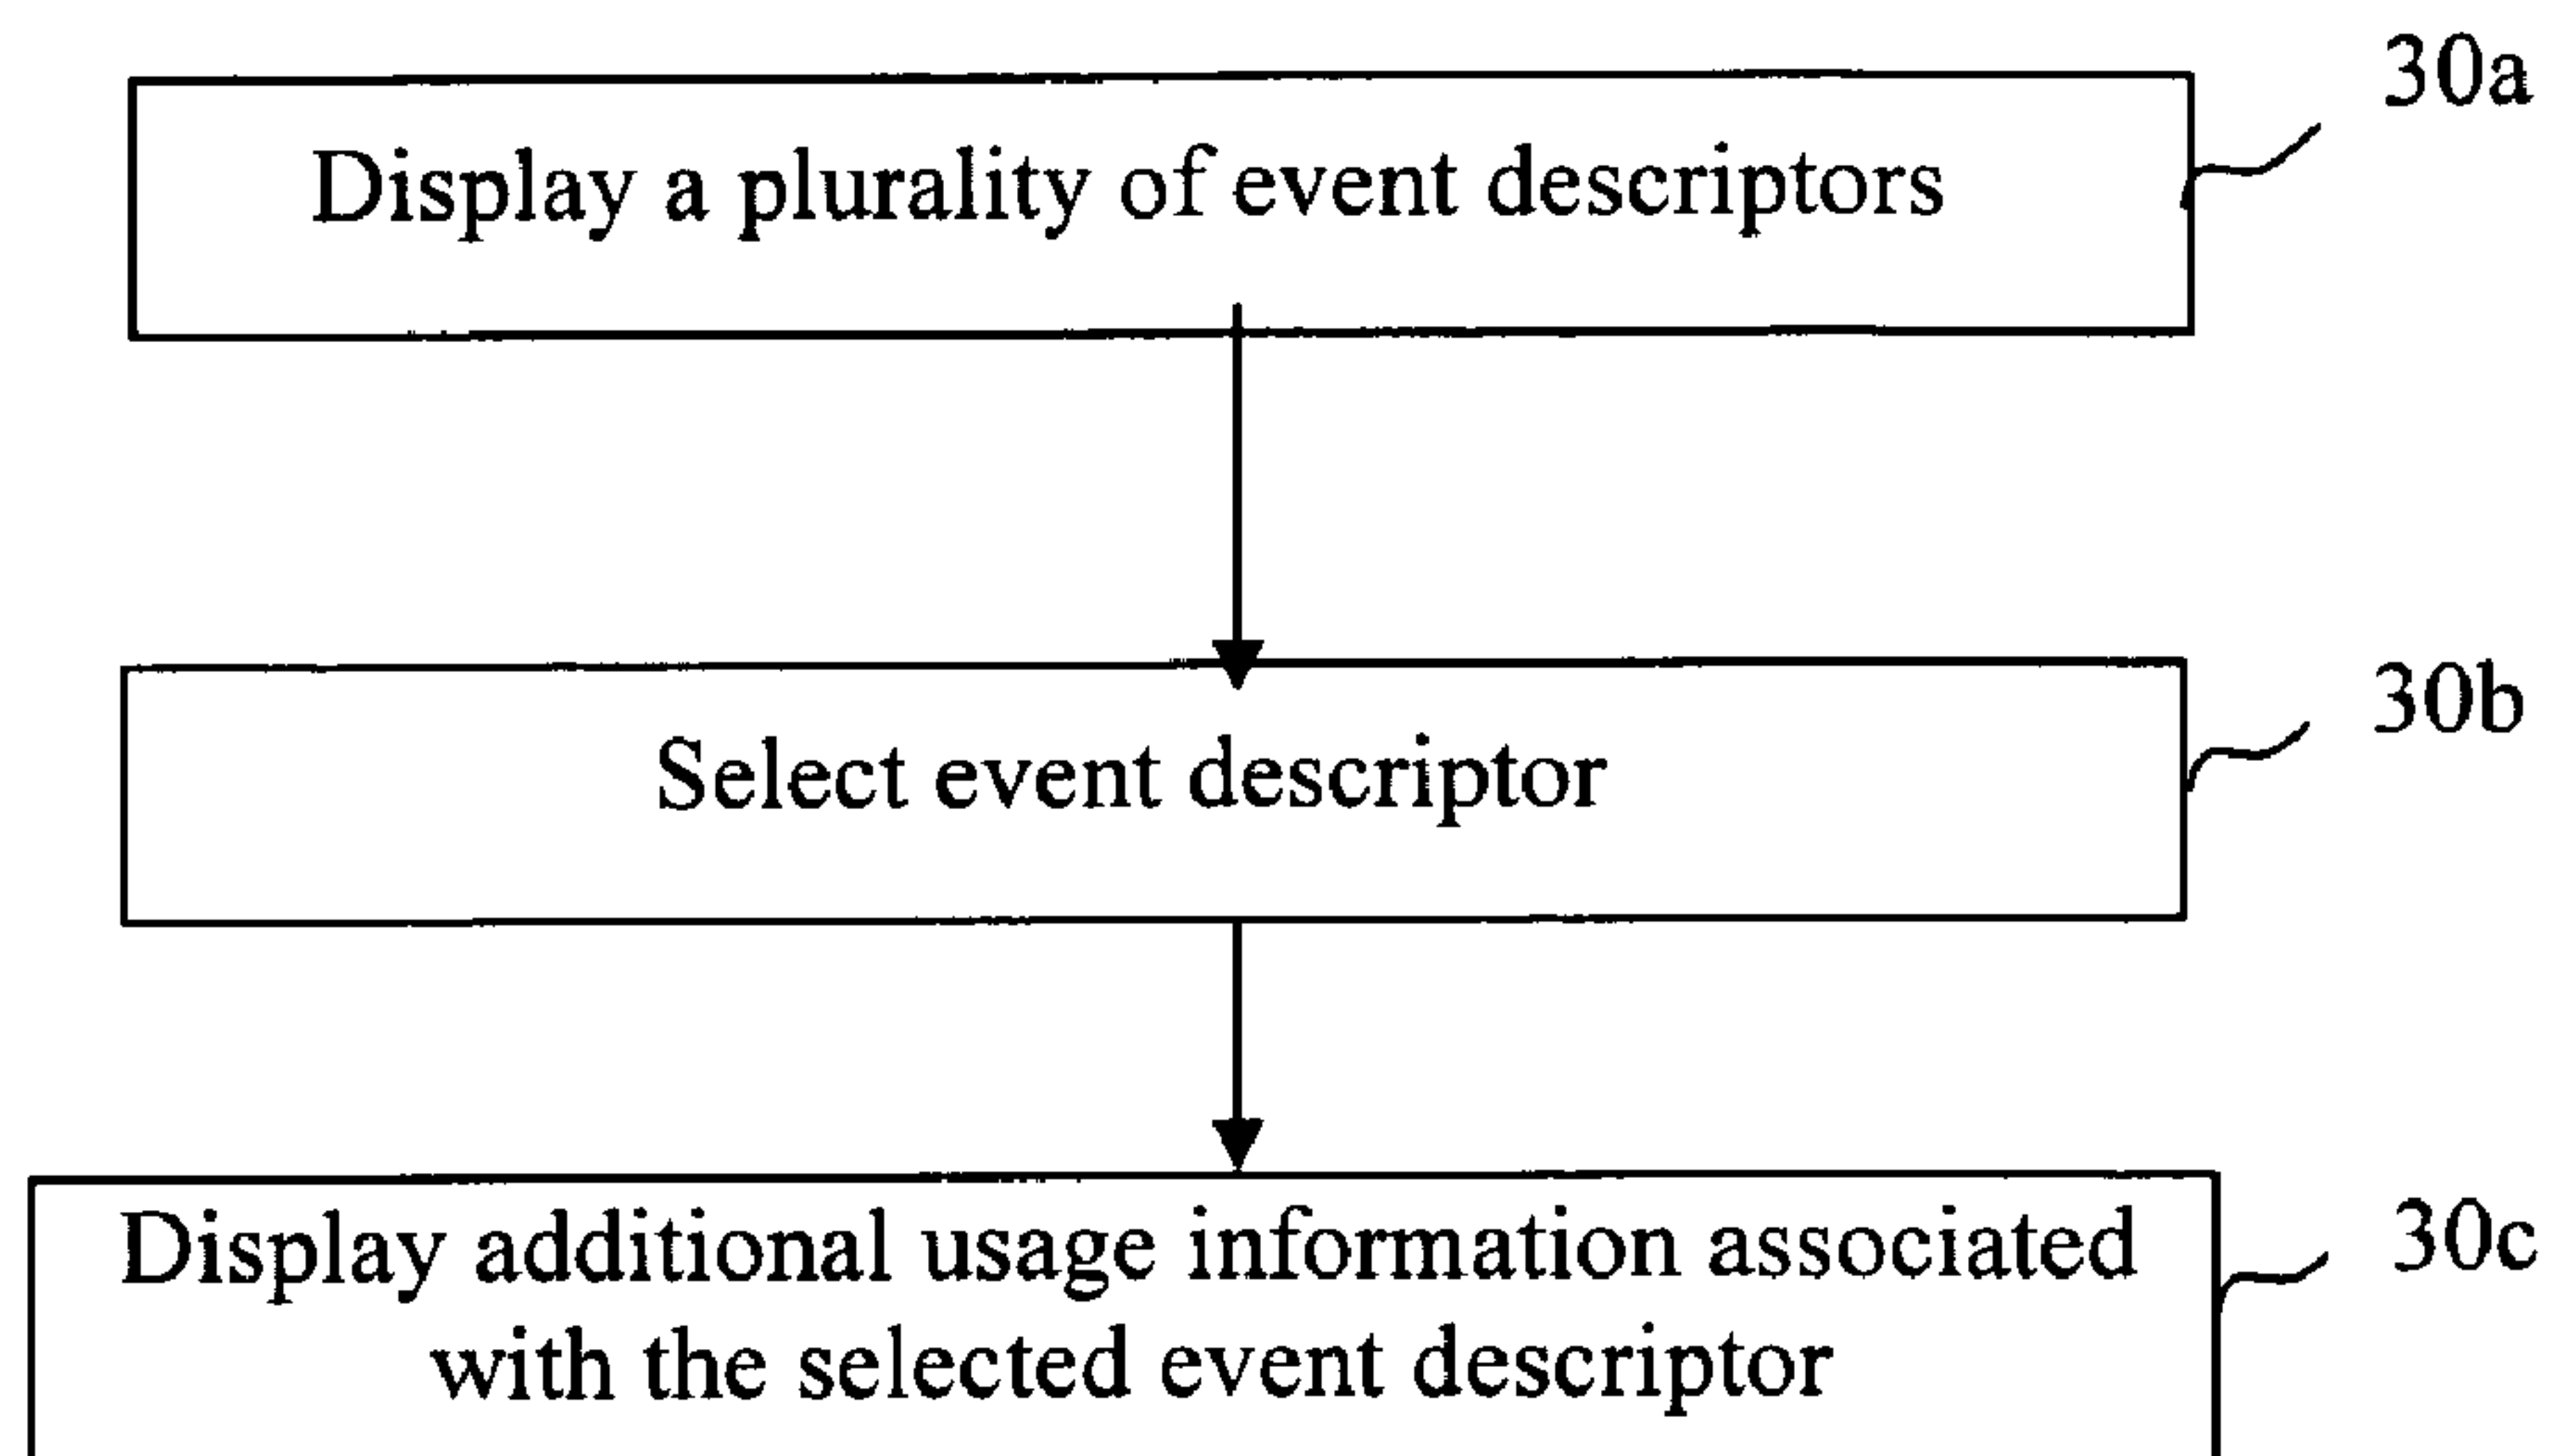 30a
Display a plurality of event descriptors
30b
Select event descriptor
30c
Display additional usage information associated
with the selected event descriptor